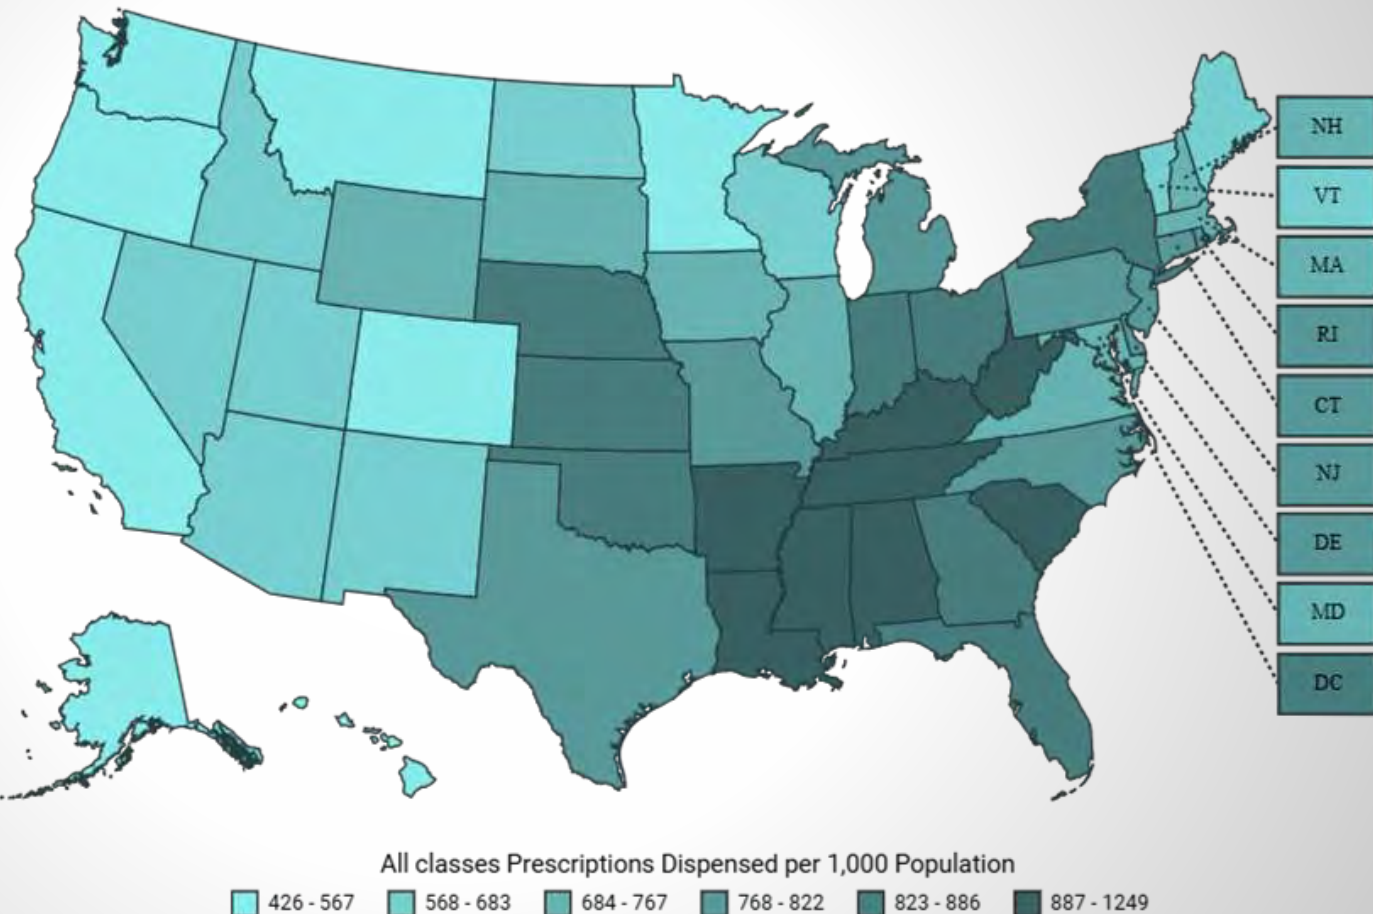 NH
VT
MA
RI
CT
NJ
DE
MD
DC
All classes Prescriptions Dispensed per 1,000 Population
426 - 567 568 - 683 684 - 767 768 - 822 823 - 886 887 - 1249